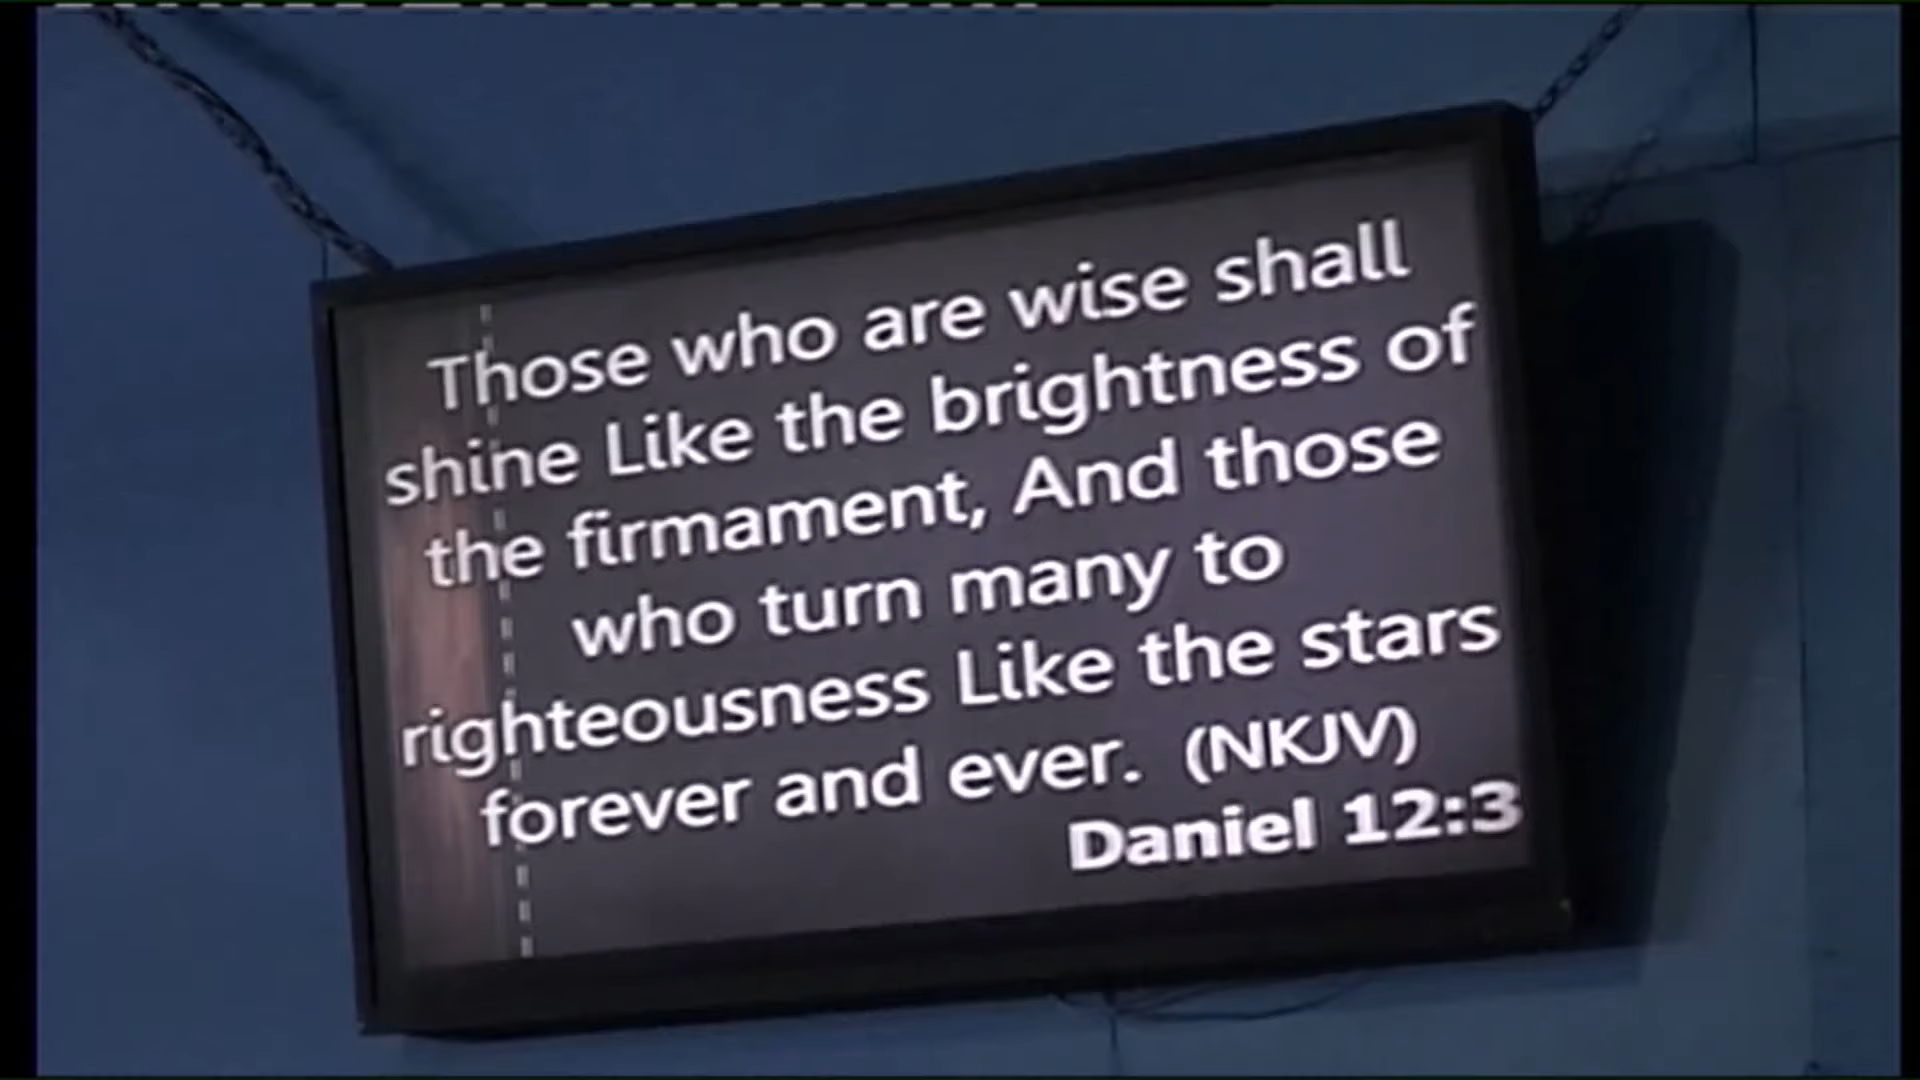 Those who are wise shall
shine Like the brightness of
the firmament, And those
who turn many to
righteousness Like the stars
forever and ever. (NKJV)
Daniel 12:3